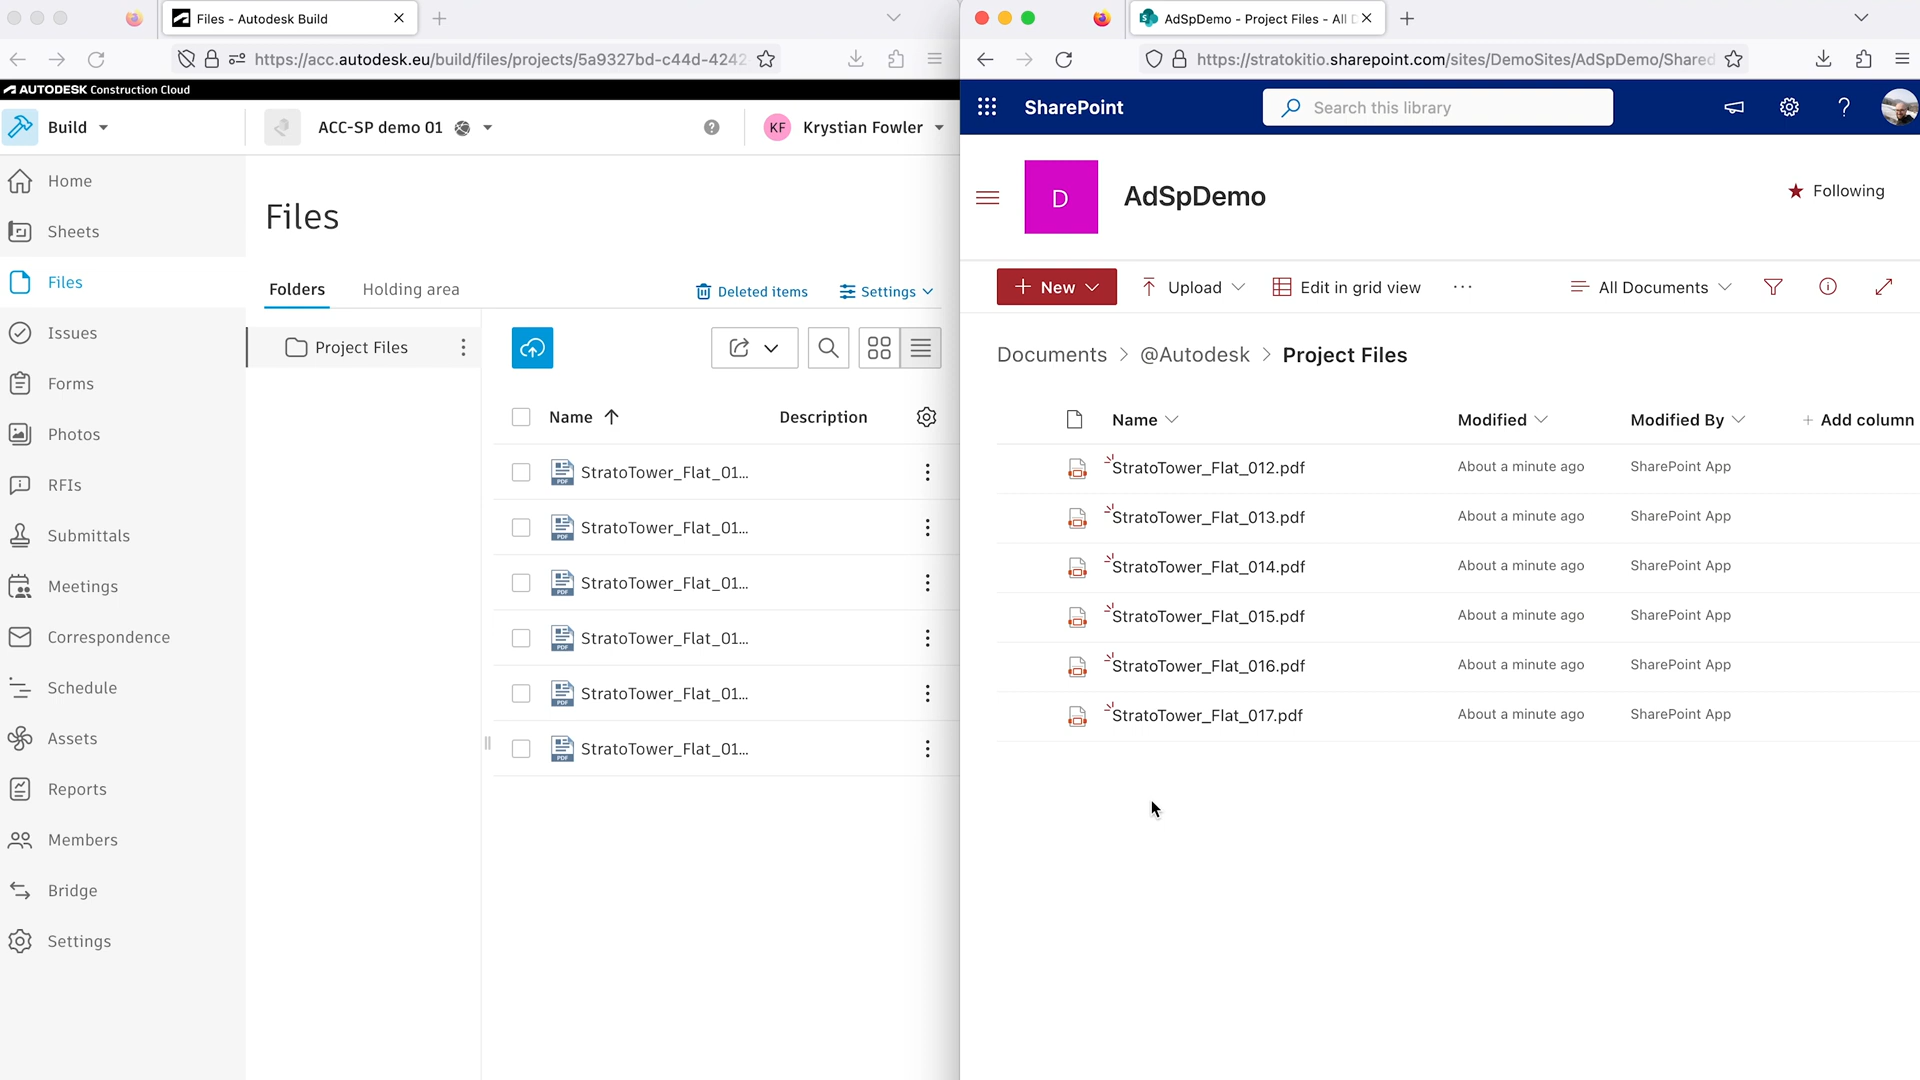 Files - Autodesk Build
https://acc.autodesk.eu/build/files/projects/5a9327bd-c44d-4242
AUTODESK Construction Cloud
Build
ACC-SP demo 01
KF
Krystian Fowler
Home
Sheets
Files
Issues
Forms
Photos
RFIs
Submittals
Meetings
Correspondence
Schedule
Assets
Reports
Members
Bridge
Settings
Files
Folders
Holding area
Deleted items
Settings
Project Files
Name
Description
StratoTower_Flat_01...
StratoTower_Flat_01...
StratoTower_Flat_01...
StratoTower_Flat_01...
StratoTower_Flat_01...
StratoTower_Flat_01...
AdSpDemo - Project Files - All
https://stratokitio.sharepoint.com/sites/DemoSites/AdSpDemo/Shared
SharePoint
Search this library
D
AdSpDemo
Following
New
Upload
Edit in grid view
All Documents
Documents > @Autodesk > Project Files
Name
Modified
Modified By
+ Add column
StratoTower_Flat_012.pdf About a minute ago SharePoint App
StratoTower_Flat_013.pdf About a minute ago SharePoint App
StratoTower_Flat_014.pdf About a minute ago SharePoint App
StratoTower_Flat_015.pdf About a minute ago SharePoint App
StratoTower_Flat_016.pdf About a minute ago SharePoint App
StratoTower_Flat_017.pdf About a minute ago SharePoint App